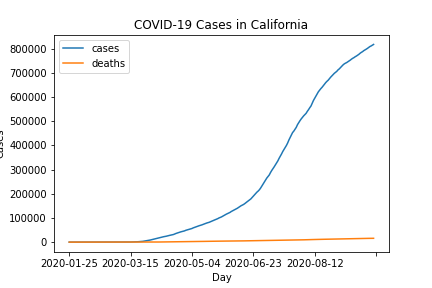 COVID-19 Cases in California
cases
deaths
800000
700000
600000
500000
400000
300000
200000
100000
0
cases
2020-01-25 2020-03-15 2020-05-04 2020-06-23 2020-08-12
Day